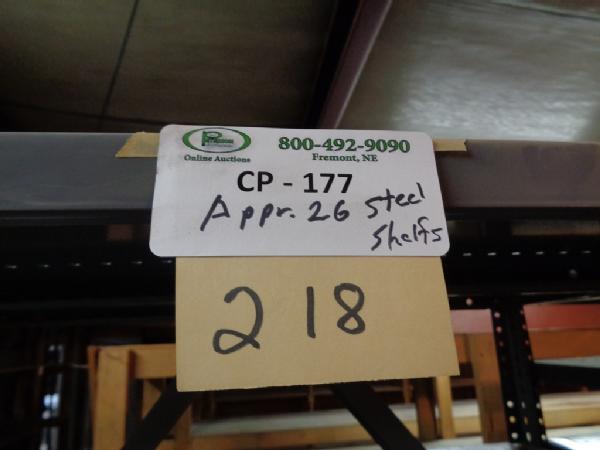 800-492-9090
Online Auctions
Fremont, NE
CP - 177
Appr. 26 Steel
Shelfs
218